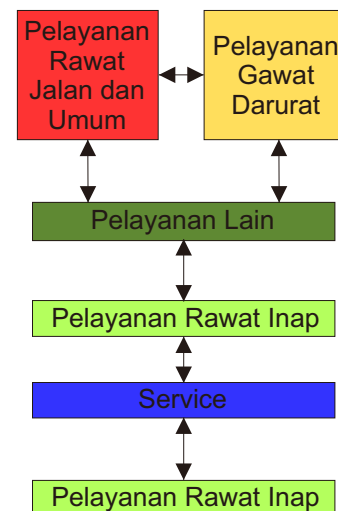 Pelayanan
Rawat
Jalan dan
Umum
Pelayanan
Gawat
Darurat
Pelayanan Lain
Pelayanan Rawat Inap
Service
Pelayanan Rawat Inap